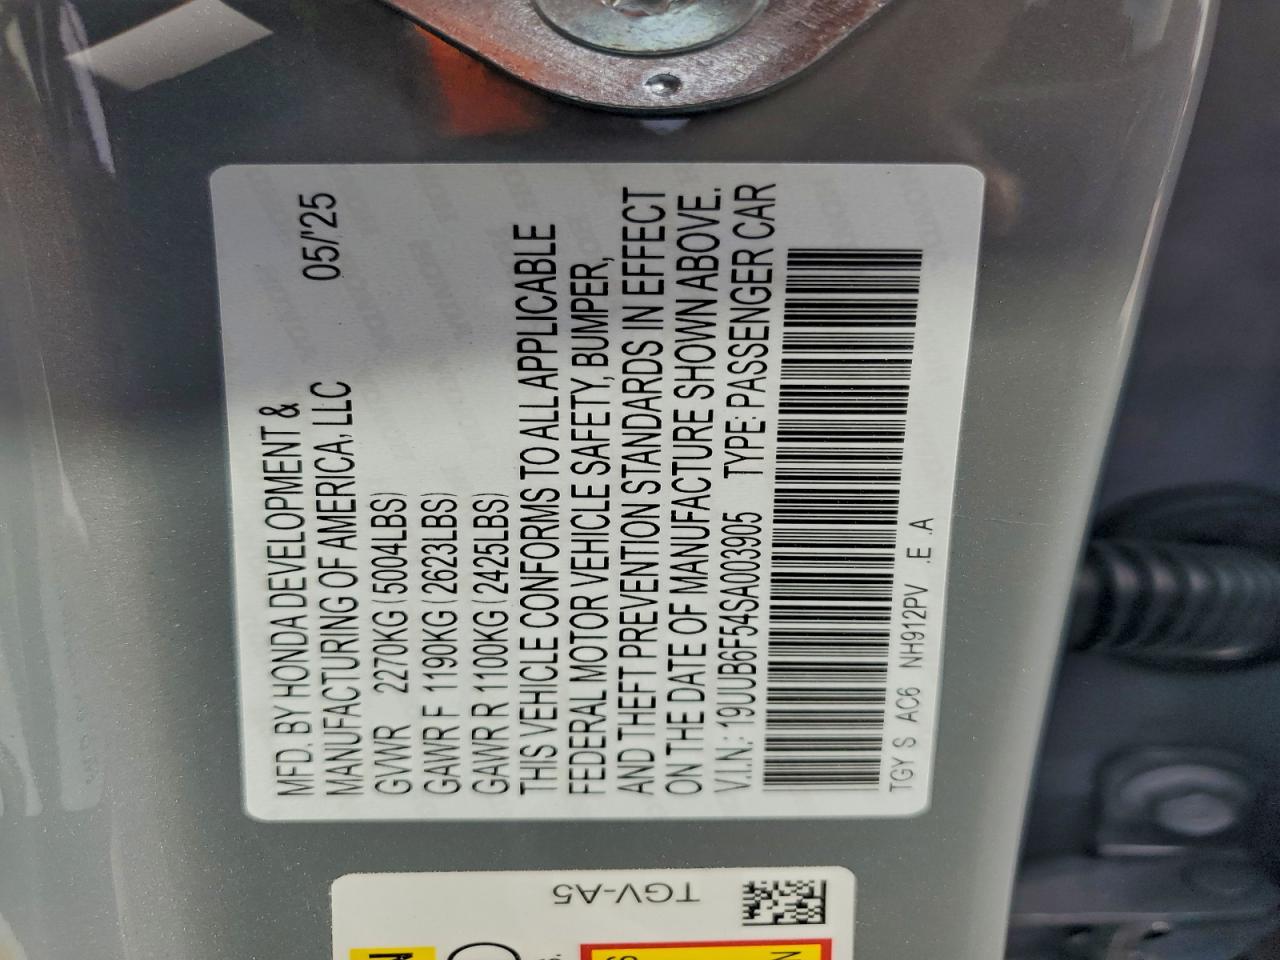 MFD. BY HONDA DEVELOPMENT &
MANUFACTURING OF AMERICA, LLC 05/'25
GVWR 2270KG(5004LBS)
GAWR F 1190KG(2623LBS)
GAWR R 1100KG(2425LBS)
THIS VEHICLE CONFORMS TO ALL APPLICABLE
FEDERAL MOTOR VEHICLE SAFETY, BUMPER,
AND THEFT PREVENTION STANDARDS IN EFFECT
ON THE DATE OF MANUFACTURE SHOWN ABOVE.
V.I.N.: 19UUB6F54SA003905 TYPE: PASSENGER CAR
TGY S AC6 NH912PV .E .A
TGV-A5